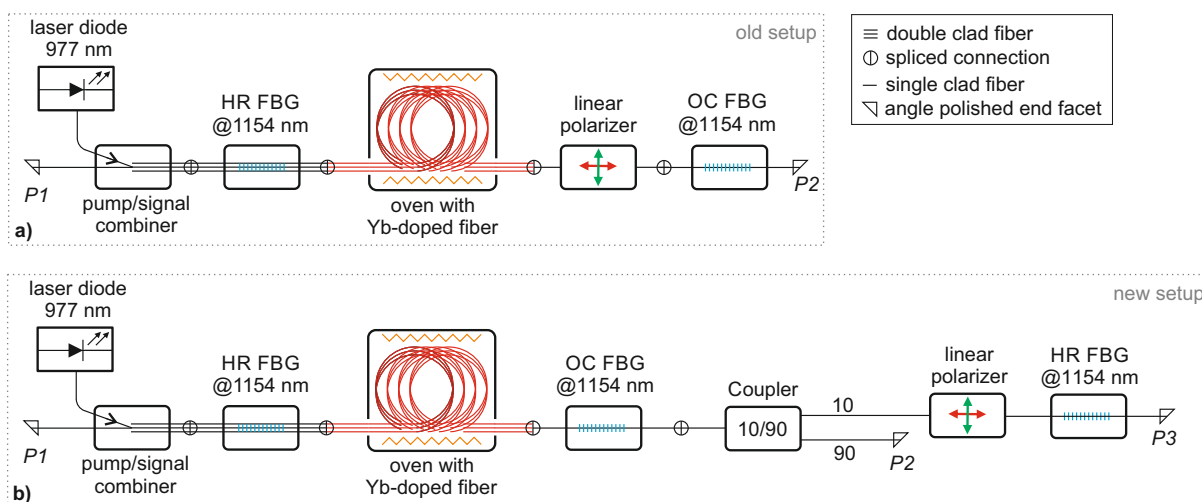 old setup
laser diode
977 nm
HR FBG
@1154 nm
linear
polarizer
OC FBG
@1154 nm
P1
pump/signal
combiner
oven with
Yb-doped fiber
P2
a)
double clad fiber
spliced connection
single clad fiber
angle polished end facet
new setup
laser diode
977 nm
HR FBG
@1154 nm
OC FBG
@1154 nm
Coupler
10/90
10
90
linear
polarizer
HR FBG
@1154 nm
P1
pump/signal
combiner
oven with
Yb-doped fiber
P2
P3
b)